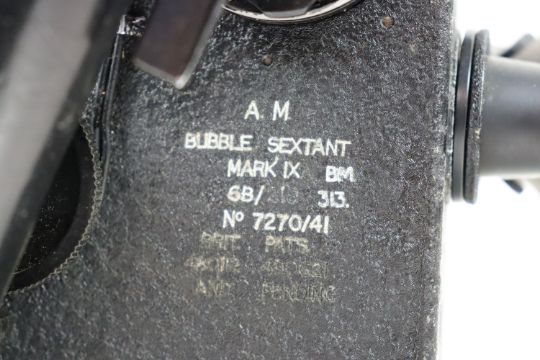 A.M.
BUBBLE SEXTANT
MARK IX BM
6B/ 313.
Nº 7270/41
BRIT PATS
AND PENDING